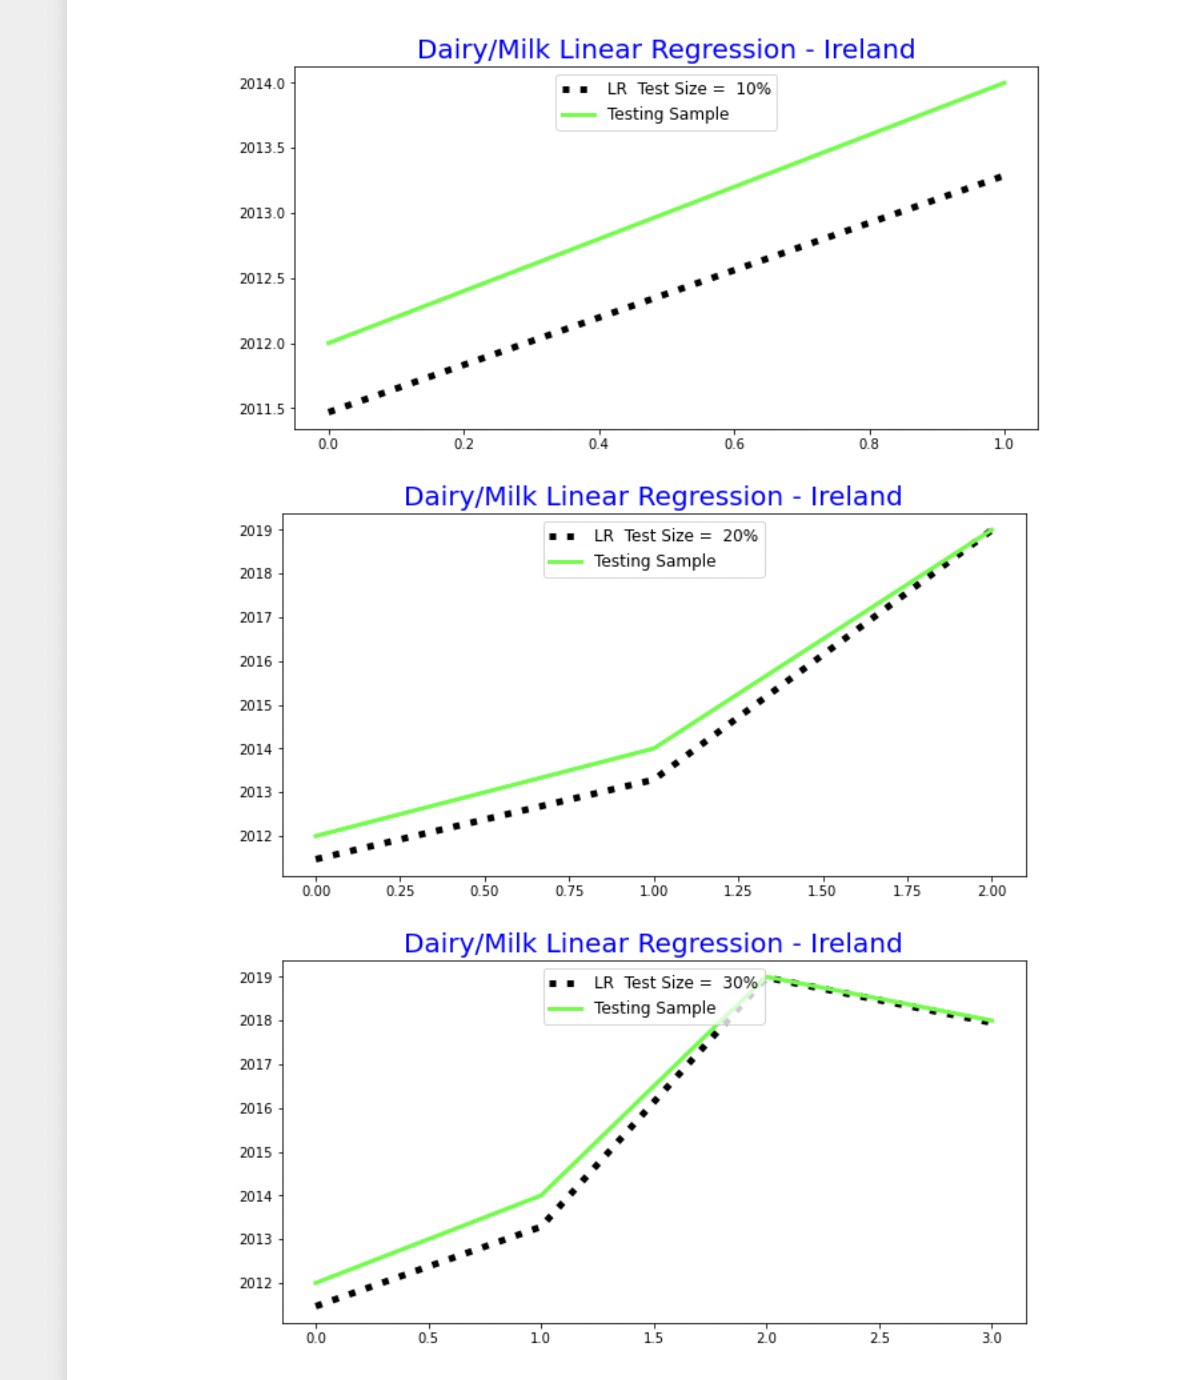 Dairy/Milk Linear Regression - Ireland
LR  Test Size =  10%
Testing Sample
2014.0
2013.5
2013.0
2012.5
2012.0
2011.5
0.0 0.2 0.4 0.6 0.8 1.0
Dairy/Milk Linear Regression - Ireland
LR  Test Size =  20%
Testing Sample
2019
2018
2017
2016
2015
2014
2013
2012
0.00 0.25 0.50 0.75 1.00 1.25 1.50 1.75 2.00
Dairy/Milk Linear Regression - Ireland
LR  Test Size =  30%
Testing Sample
2019
2018
2017
2016
2015
2014
2013
2012
0.0 0.5 1.0 1.5 2.0 2.5 3.0